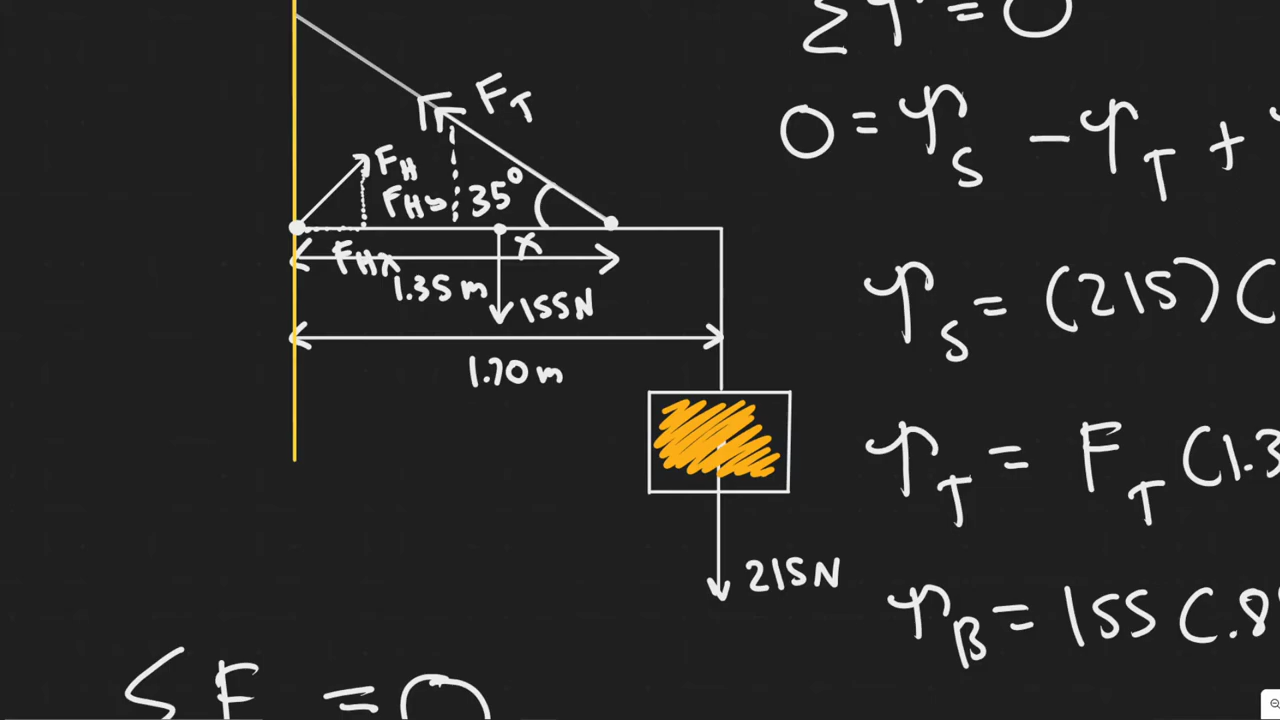 Στ = 0
F_T
0 = τ_S - τ_T +
F_H
F_Hy
35°
x
F_Hx
1.35 m
155N
τ_S = (215)(
1.70 m
τ_T = F_T (1.3
215N
τ_B = 155(.8
ΣF = 0